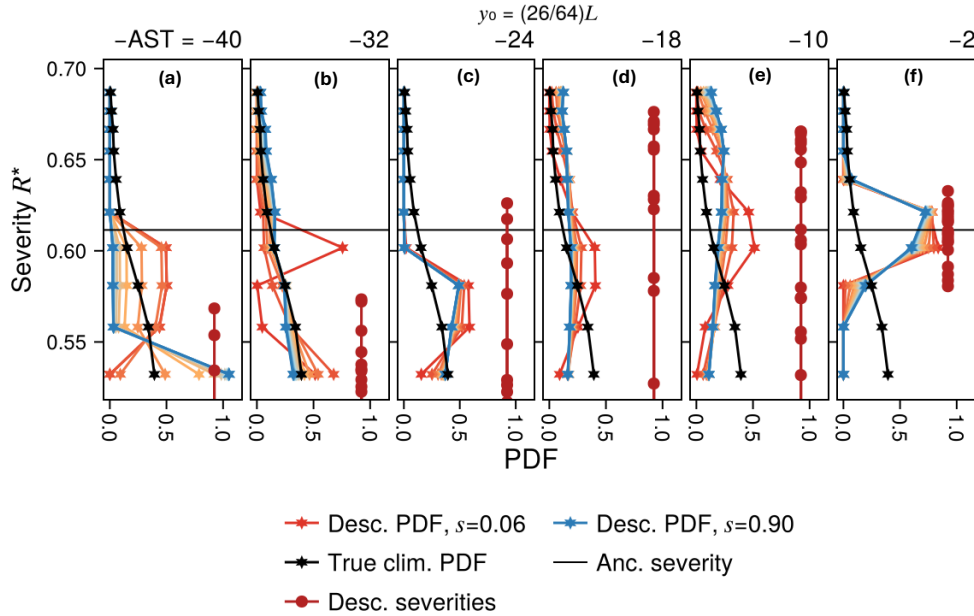 y₀ = (26/64)L
−AST = −40 −32 −24 −18 −10 −2
0.70 (a) (b) (c) (d) (e) (f)
0.65
0.60
0.55
Severity R*
0.0 0.5 1.0 0.0 0.5 1.0 0.0 0.5 1.0 0.0 0.5 1.0 0.0 0.5 1.0 0.0 0.5 1.0
PDF
Desc. PDF, s=0.06 Desc. PDF, s=0.90
True clim. PDF Anc. severity
Desc. severities